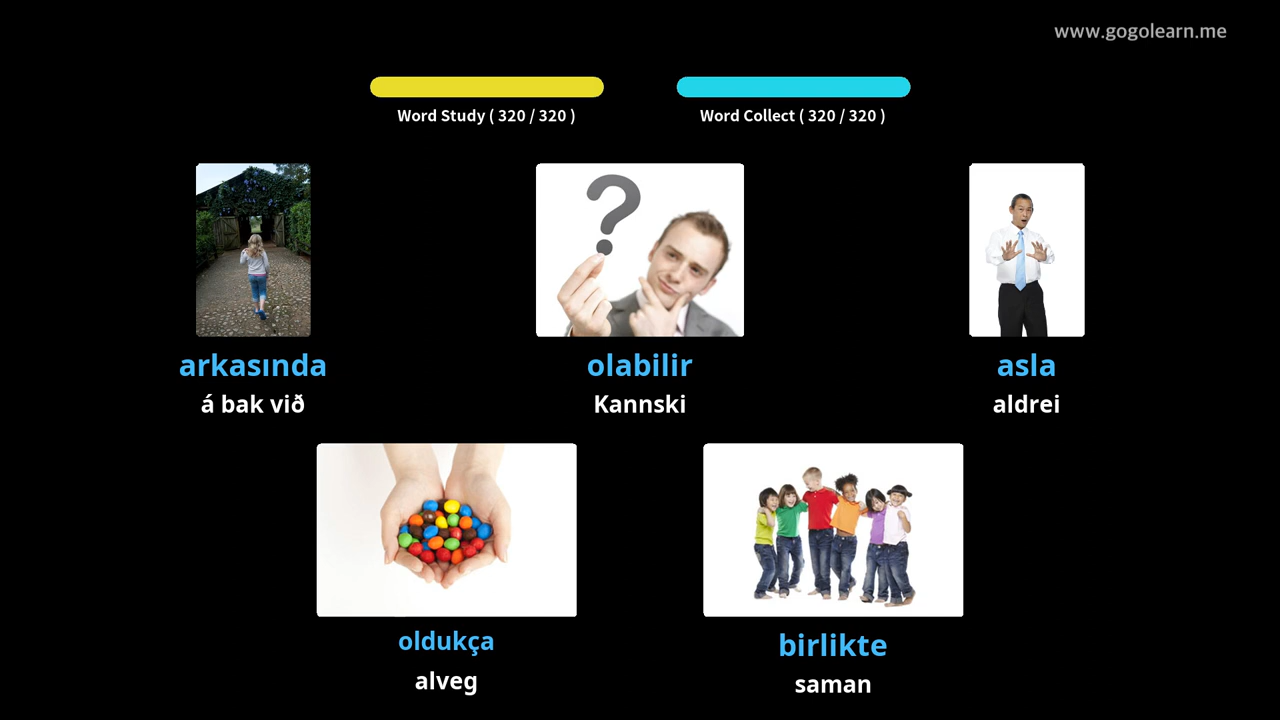 www.gogolearn.me
Word Study ( 320 / 320 )
Word Collect ( 320 / 320 )
arkasında
á bak við
olabilir
Kannski
asla
aldrei
oldukça
alveg
birlikte
saman